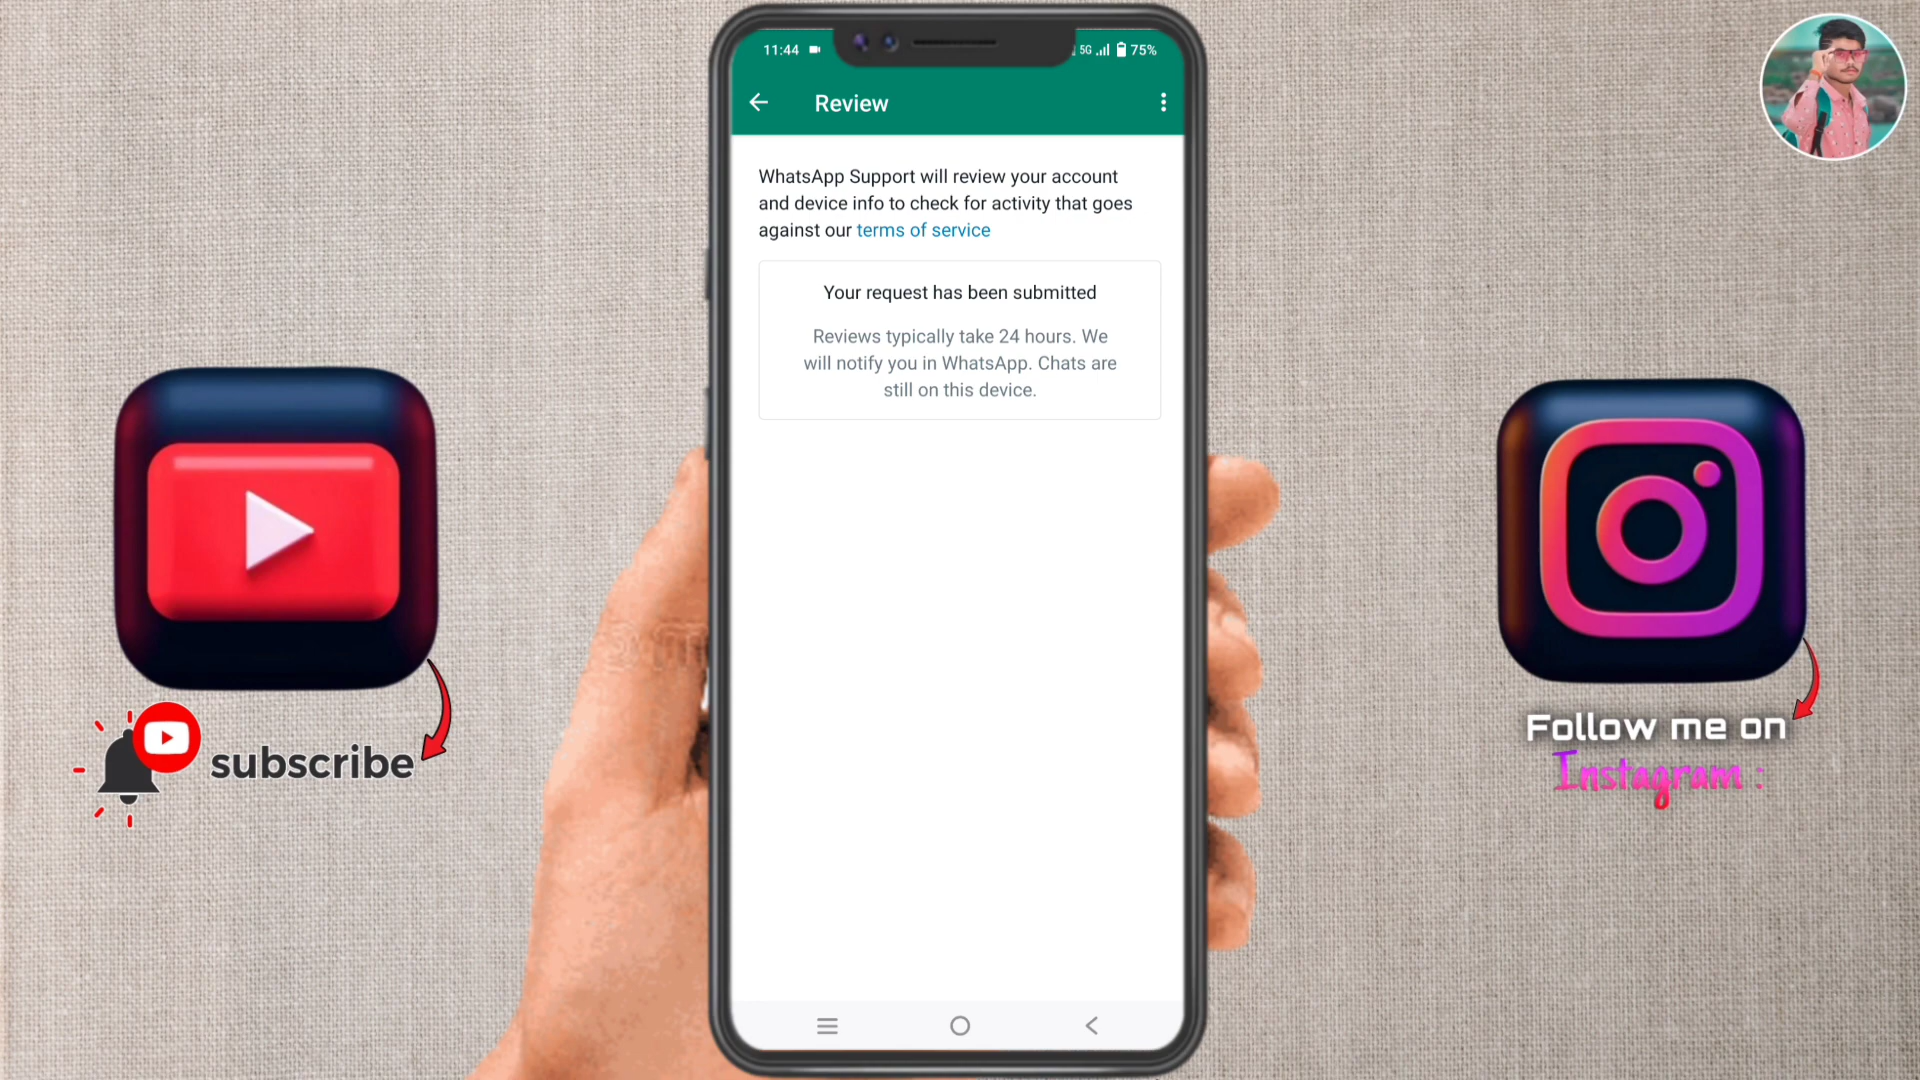 11:44
5G
75%
Review
WhatsApp Support will review your account
and device info to check for activity that goes
against our terms of service
Your request has been submitted
Reviews typically take 24 hours. We
will notify you in WhatsApp. Chats are
still on this device.
subscribe
Follow me on
Instagram :